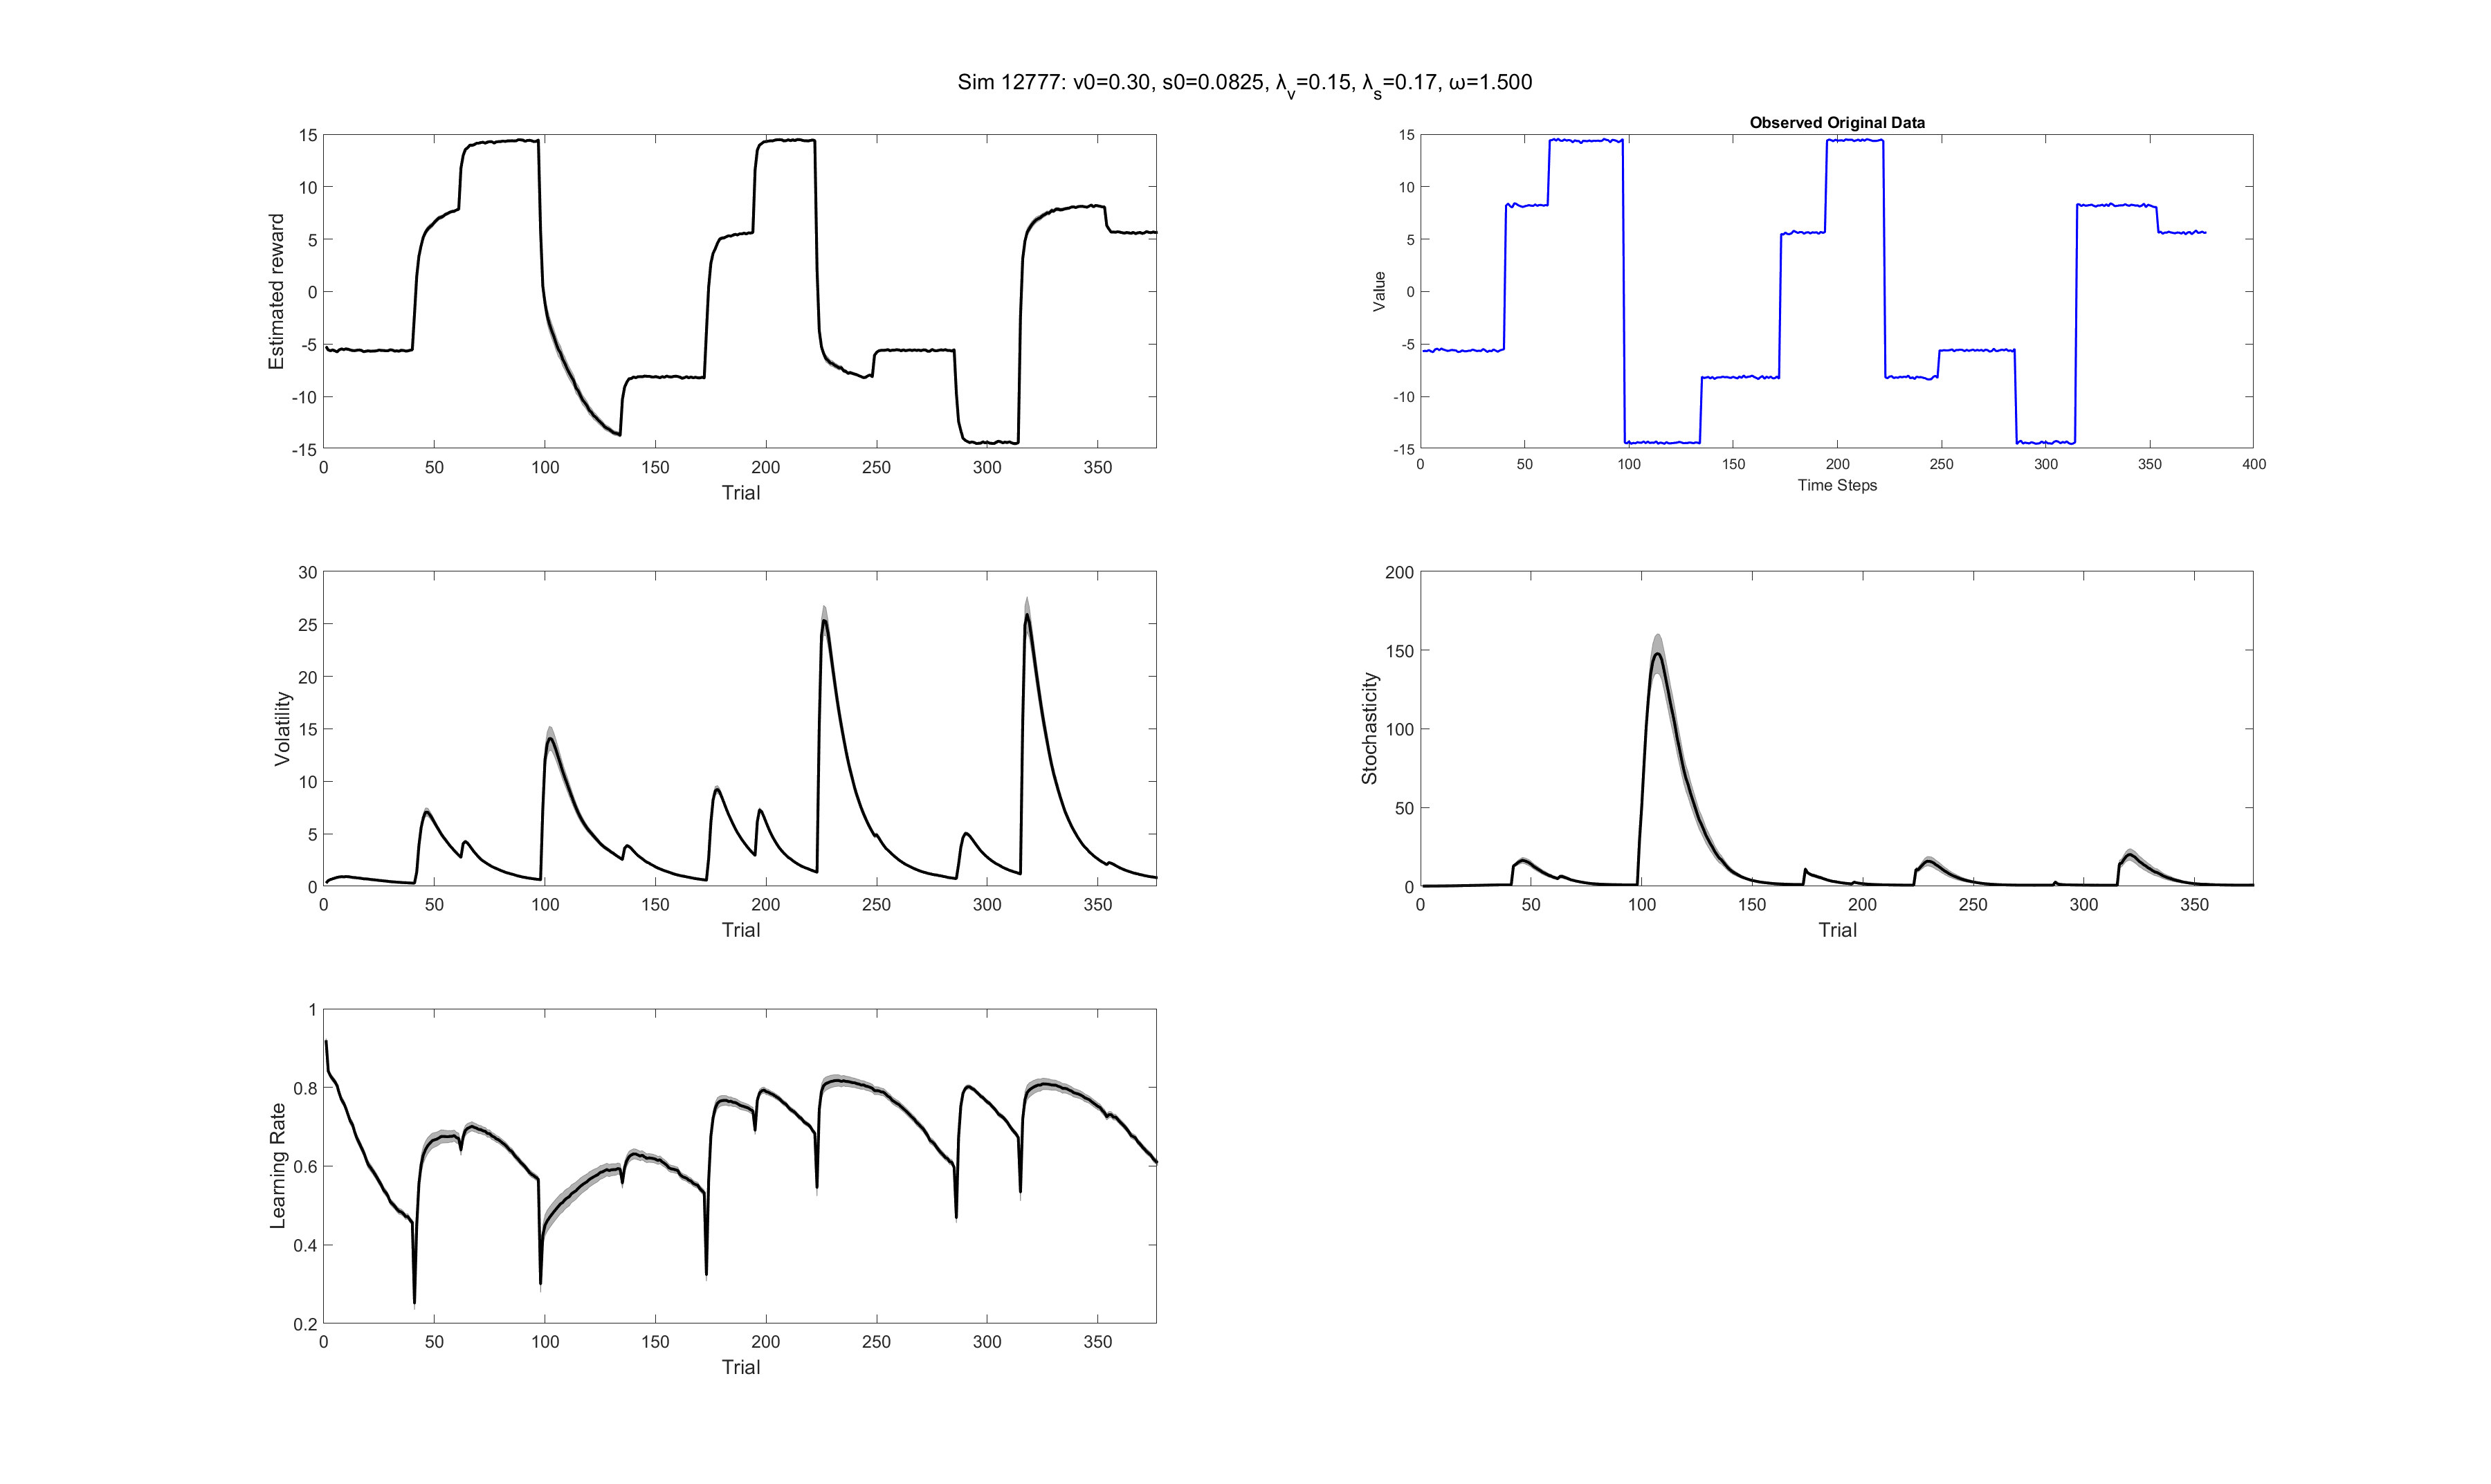 Sim 12777: v0=0.30, s0=0.0825, λv=0.15, λs=0.17, ω=1.500
15
10
5
0
-5
-10
-15
Estimated reward
0 50 100 150 200 250 300 350
Trial
Observed Original Data
15
10
5
0
-5
-10
-15
Value
0 50 100 150 200 250 300 350 400
Time Steps
30
25
20
15
10
5
0
Volatility
0 50 100 150 200 250 300 350
Trial
200
150
100
50
0
Stochasticity
0 50 100 150 200 250 300 350
Trial
1
0.8
0.6
0.4
0.2
Learning Rate
0 50 100 150 200 250 300 350
Trial